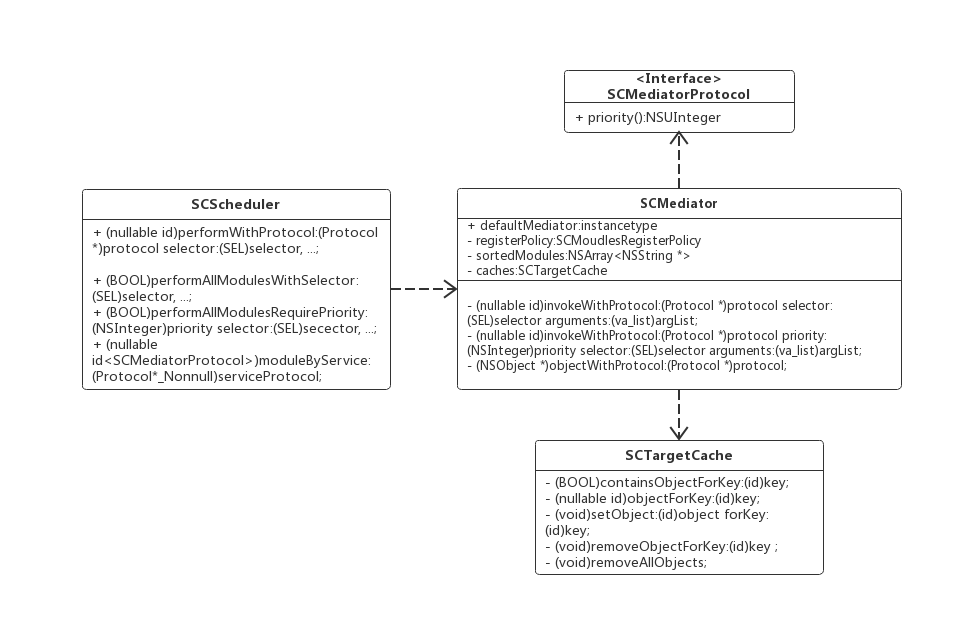 <Interface>
SCMediatorProtocol
+ priority():NSUInteger
SCScheduler
+ (nullable id)performWithProtocol:(Protocol
*)protocol selector:(SEL)selector, ...;
+ (BOOL)performAllModulesWithSelector:
(SEL)selector, ...;
+ (BOOL)performAllModulesRequirePriority:
(NSInteger)priority selector:(SEL)secector, ...;
+ (nullable
id<SCMediatorProtocol>)moduleByService:
(Protocol*_Nonnull)serviceProtocol;
SCMediator
+ defaultMediator:instancetype
- registerPolicy:SCMoudlesRegisterPolicy
- sortedModules:NSArray<NSString *>
- caches:SCTargetCache
- (nullable id)invokeWithProtocol:(Protocol *)protocol selector:
(SEL)selector arguments:(va_list)argList;
- (nullable id)invokeWithProtocol:(Protocol *)protocol priority:
(NSInteger)priority selector:(SEL)selector arguments:(va_list)argList;
- (NSObject *)objectWithProtocol:(Protocol *)protocol;
SCTargetCache
- (BOOL)containsObjectForKey:(id)key;
- (nullable id)objectForKey:(id)key;
- (void)setObject:(id)object forKey:
(id)key;
- (void)removeObjectForKey:(id)key ;
- (void)removeAllObjects;